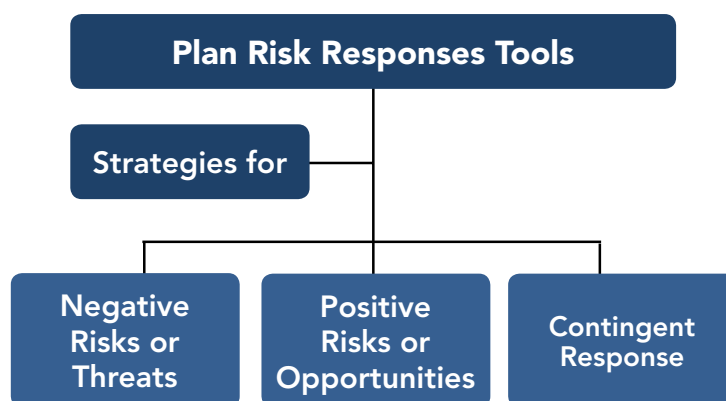 Plan Risk Responses Tools
Strategies for
Negative
Risks or
Threats
Positive
Risks or
Opportunities
Contingent
Response